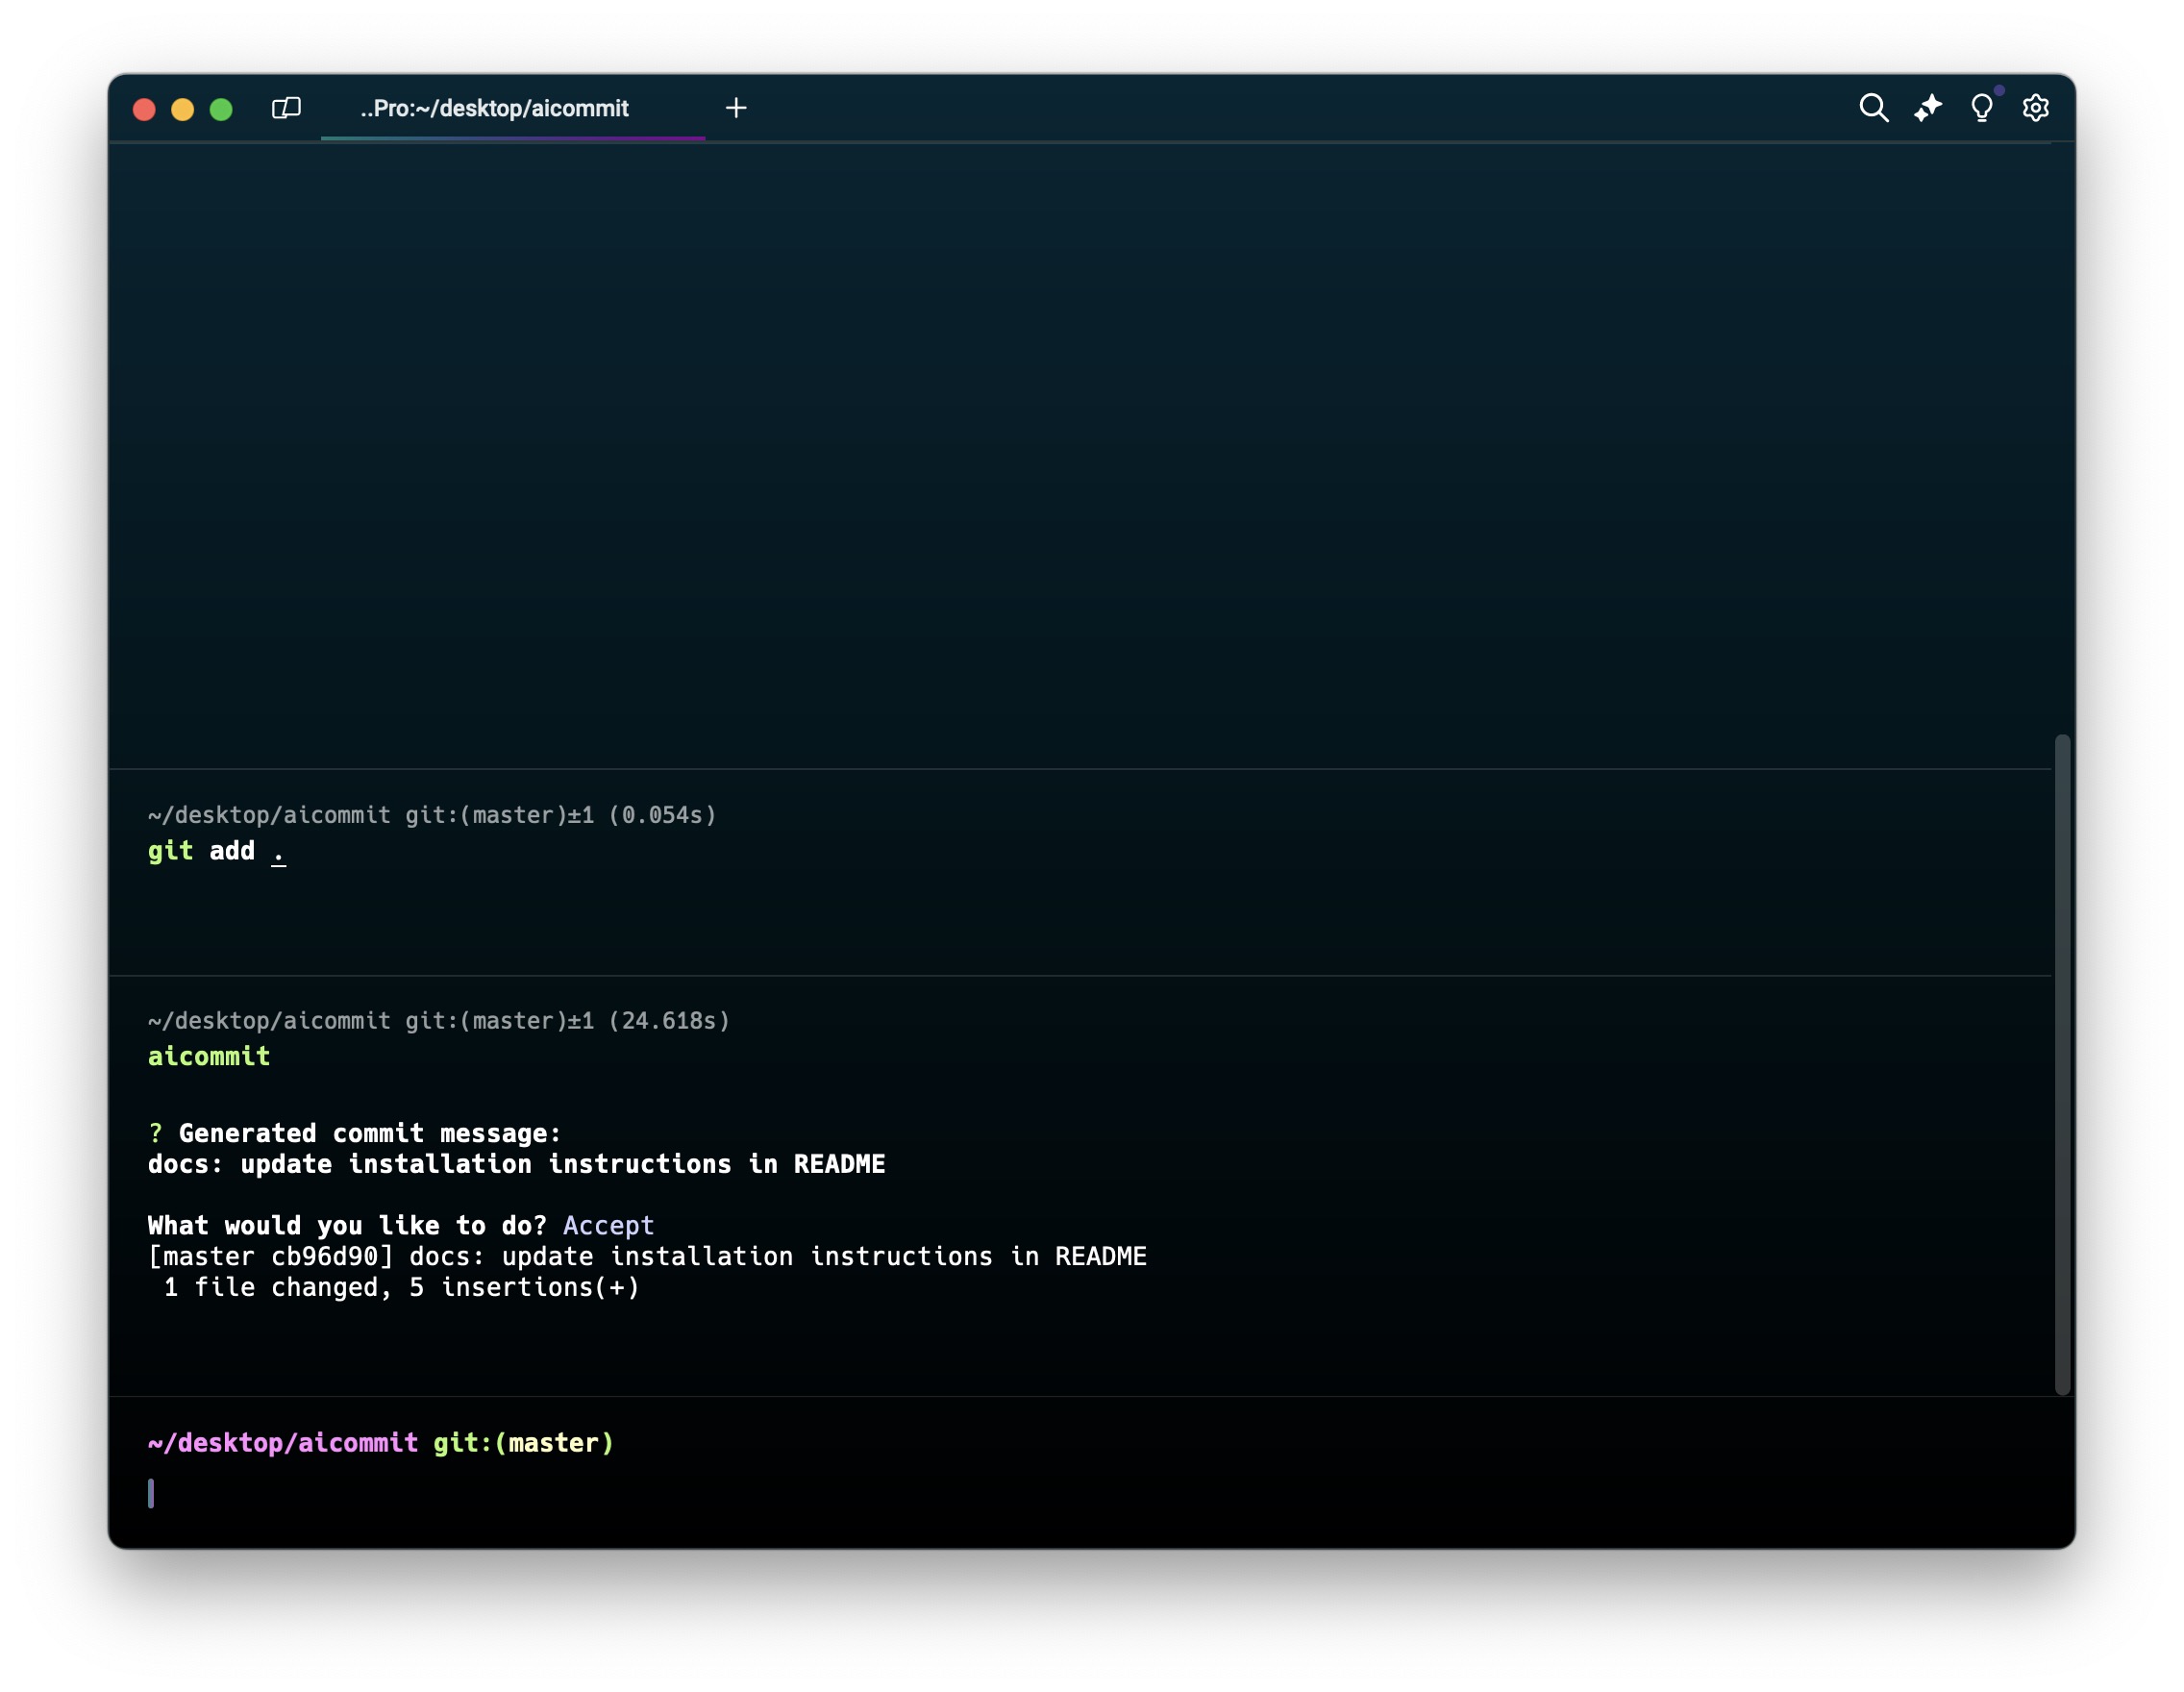 ..Pro:~/desktop/aicommit
~/desktop/aicommit git:(master)±1 (0.054s)
git add .
~/desktop/aicommit git:(master)±1 (24.618s)
aicommit
? Generated commit message:
docs: update installation instructions in README
What would you like to do? Accept
[master cb96d90] docs: update installation instructions in README
1 file changed, 5 insertions(+)
~/desktop/aicommit git:(master)